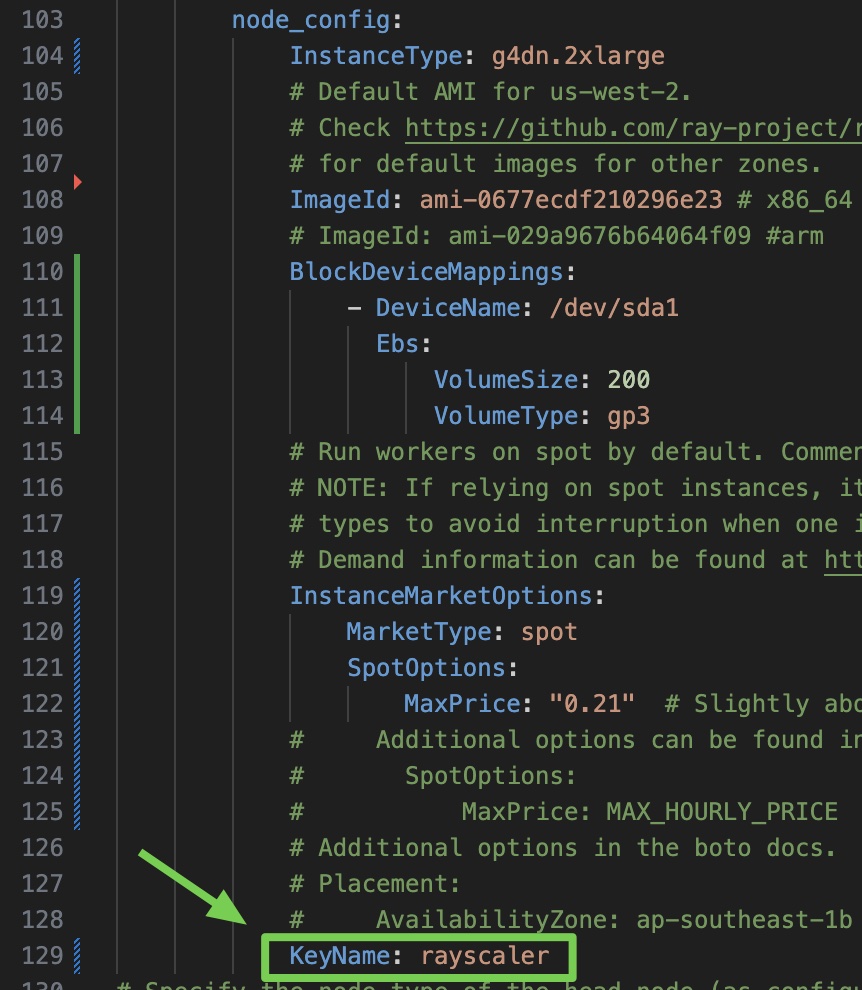 103 node_config:
104 InstanceType: g4dn.2xlarge
105 # Default AMI for us-west-2.
106 # Check https://github.com/ray-project/r
107 # for default images for other zones.
108 ImageId: ami-0677ecdf210296e23 # x86_64
109 # ImageId: ami-029a9676b64064f09 #arm
110 BlockDeviceMappings:
111 - DeviceName: /dev/sda1
112 Ebs:
113 VolumeSize: 200
114 VolumeType: gp3
115 # Run workers on spot by default. Commen
116 # NOTE: If relying on spot instances, it
117 # types to avoid interruption when one i
118 # Demand information can be found at htt
119 InstanceMarketOptions:
120 MarketType: spot
121 SpotOptions:
122 MaxPrice: "0.21" # Slightly abo
123 # Additional options can be found in
124 # SpotOptions:
125 # MaxPrice: MAX_HOURLY_PRICE
126 # Additional options in the boto docs.
127 # Placement:
128 # AvailabilityZone: ap-southeast-1b
129 KeyName: rayscaler
130 # Specify the node type of the head node (as config